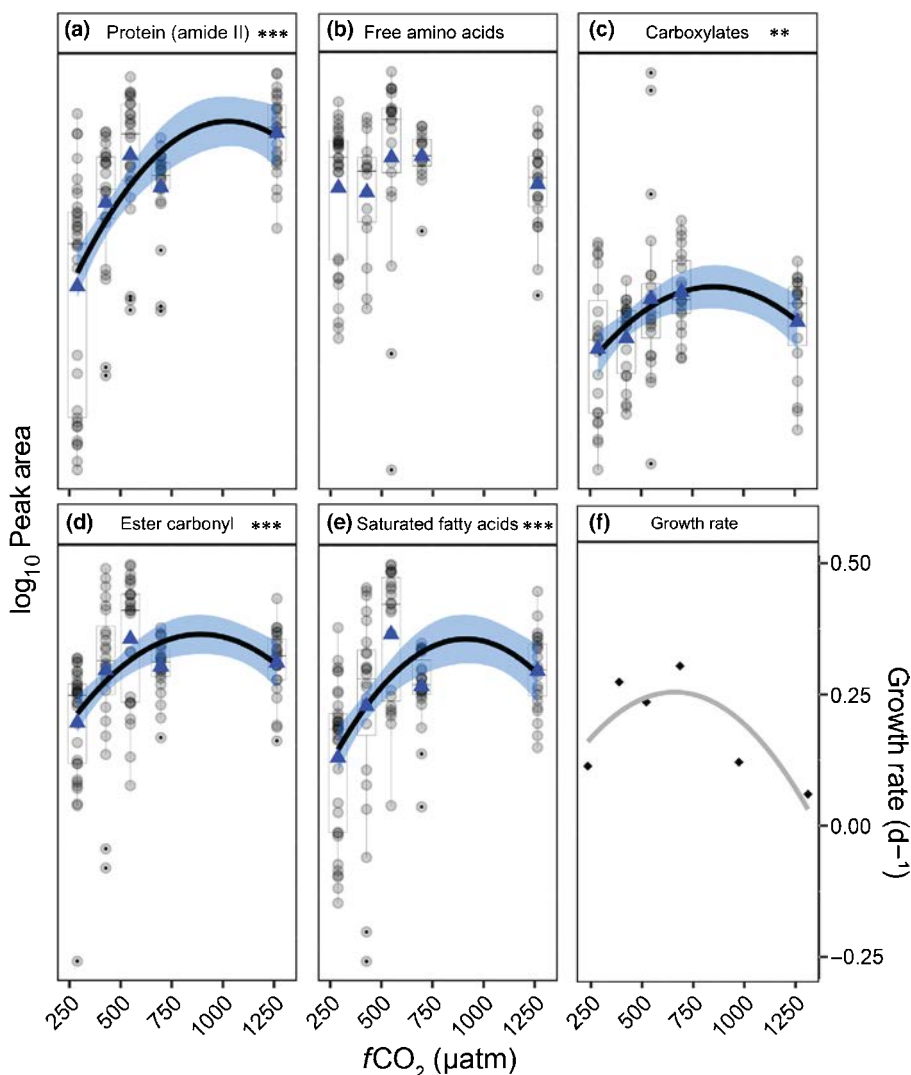 (a) Protein (amide II) ***
(b) Free amino acids
(c) Carboxylates **
(d) Ester carbonyl ***
(e) Saturated fatty acids ***
(f) Growth rate
log10 Peak area
0.50
0.25
0.00
−0.25
Growth rate (d−1)
250 500 750 1000 1250
250 500 750 1000 1250
250 500 750 1000 1250
fCO2 (µatm)